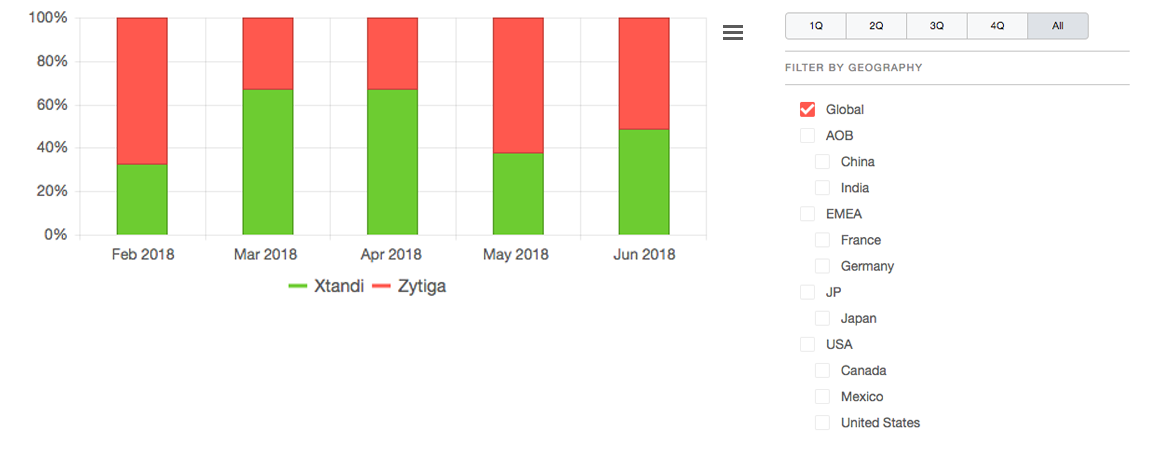 100%
80%
60%
40%
20%
0%
Feb 2018 Mar 2018 Apr 2018 May 2018 Jun 2018
Xtandi Zytiga
1Q 2Q 3Q 4Q All
FILTER BY GEOGRAPHY
Global
AOB
China
India
EMEA
France
Germany
JP
Japan
USA
Canada
Mexico
United States